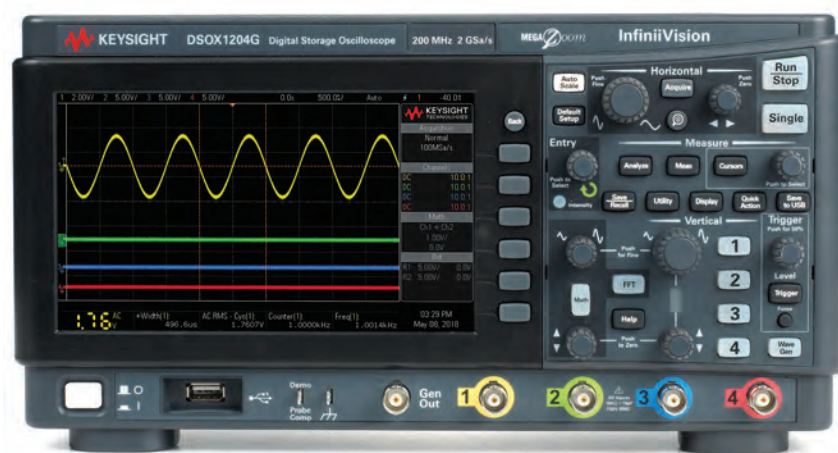 KEYSIGHT DSOX1204G Digital Storage Oscilloscope 200 MHz 2 GSa/s MEGA Zoom InfiniiVision
1 2.00V/ 2 5.00V/ 3 5.00V/ 4 5.00V/ 0.0s 500.0 Auto 1
KEYSIGHT
TECHNOLOGIES
Acquisition
Normal
100MSa/s
Channel
DC 10.0:1
DC 10.0:1
DC 10.0:1
DC 10.0:1
Math
Ch1 + Ch2
1.00V/
0.0V
R1: 5.00V/ 0.0V
R2: 5.00V/ 0.0V
1.76 AC V
+Width(1): AC RMS - Cyc(1): Counter(1): Freq(1):
496.6us 1.7607V 1.0000kHz 1.0014kHz
03:29 PM
May 08, 2018
Back
Horizontal
Auto
Scale
Push
Fine
Acquire
Push
Zero
Run
Stop
Default
Setup
Single
Entry
Push to
Select
Intensity
Measure
Analyze
Meas
Cursors
Push to Select
Save
Recall
Utility
Display
Quick
Action
Save
to USB
Vertical
Push
for Fine
1
FFT
2
Math
Help
3
Push
to Zero
4
Trigger
Push for 50%
Level
Trigger
Force
Wave
Gen
Demo
Probe
Comp
Gen
Out
1
2
3
4